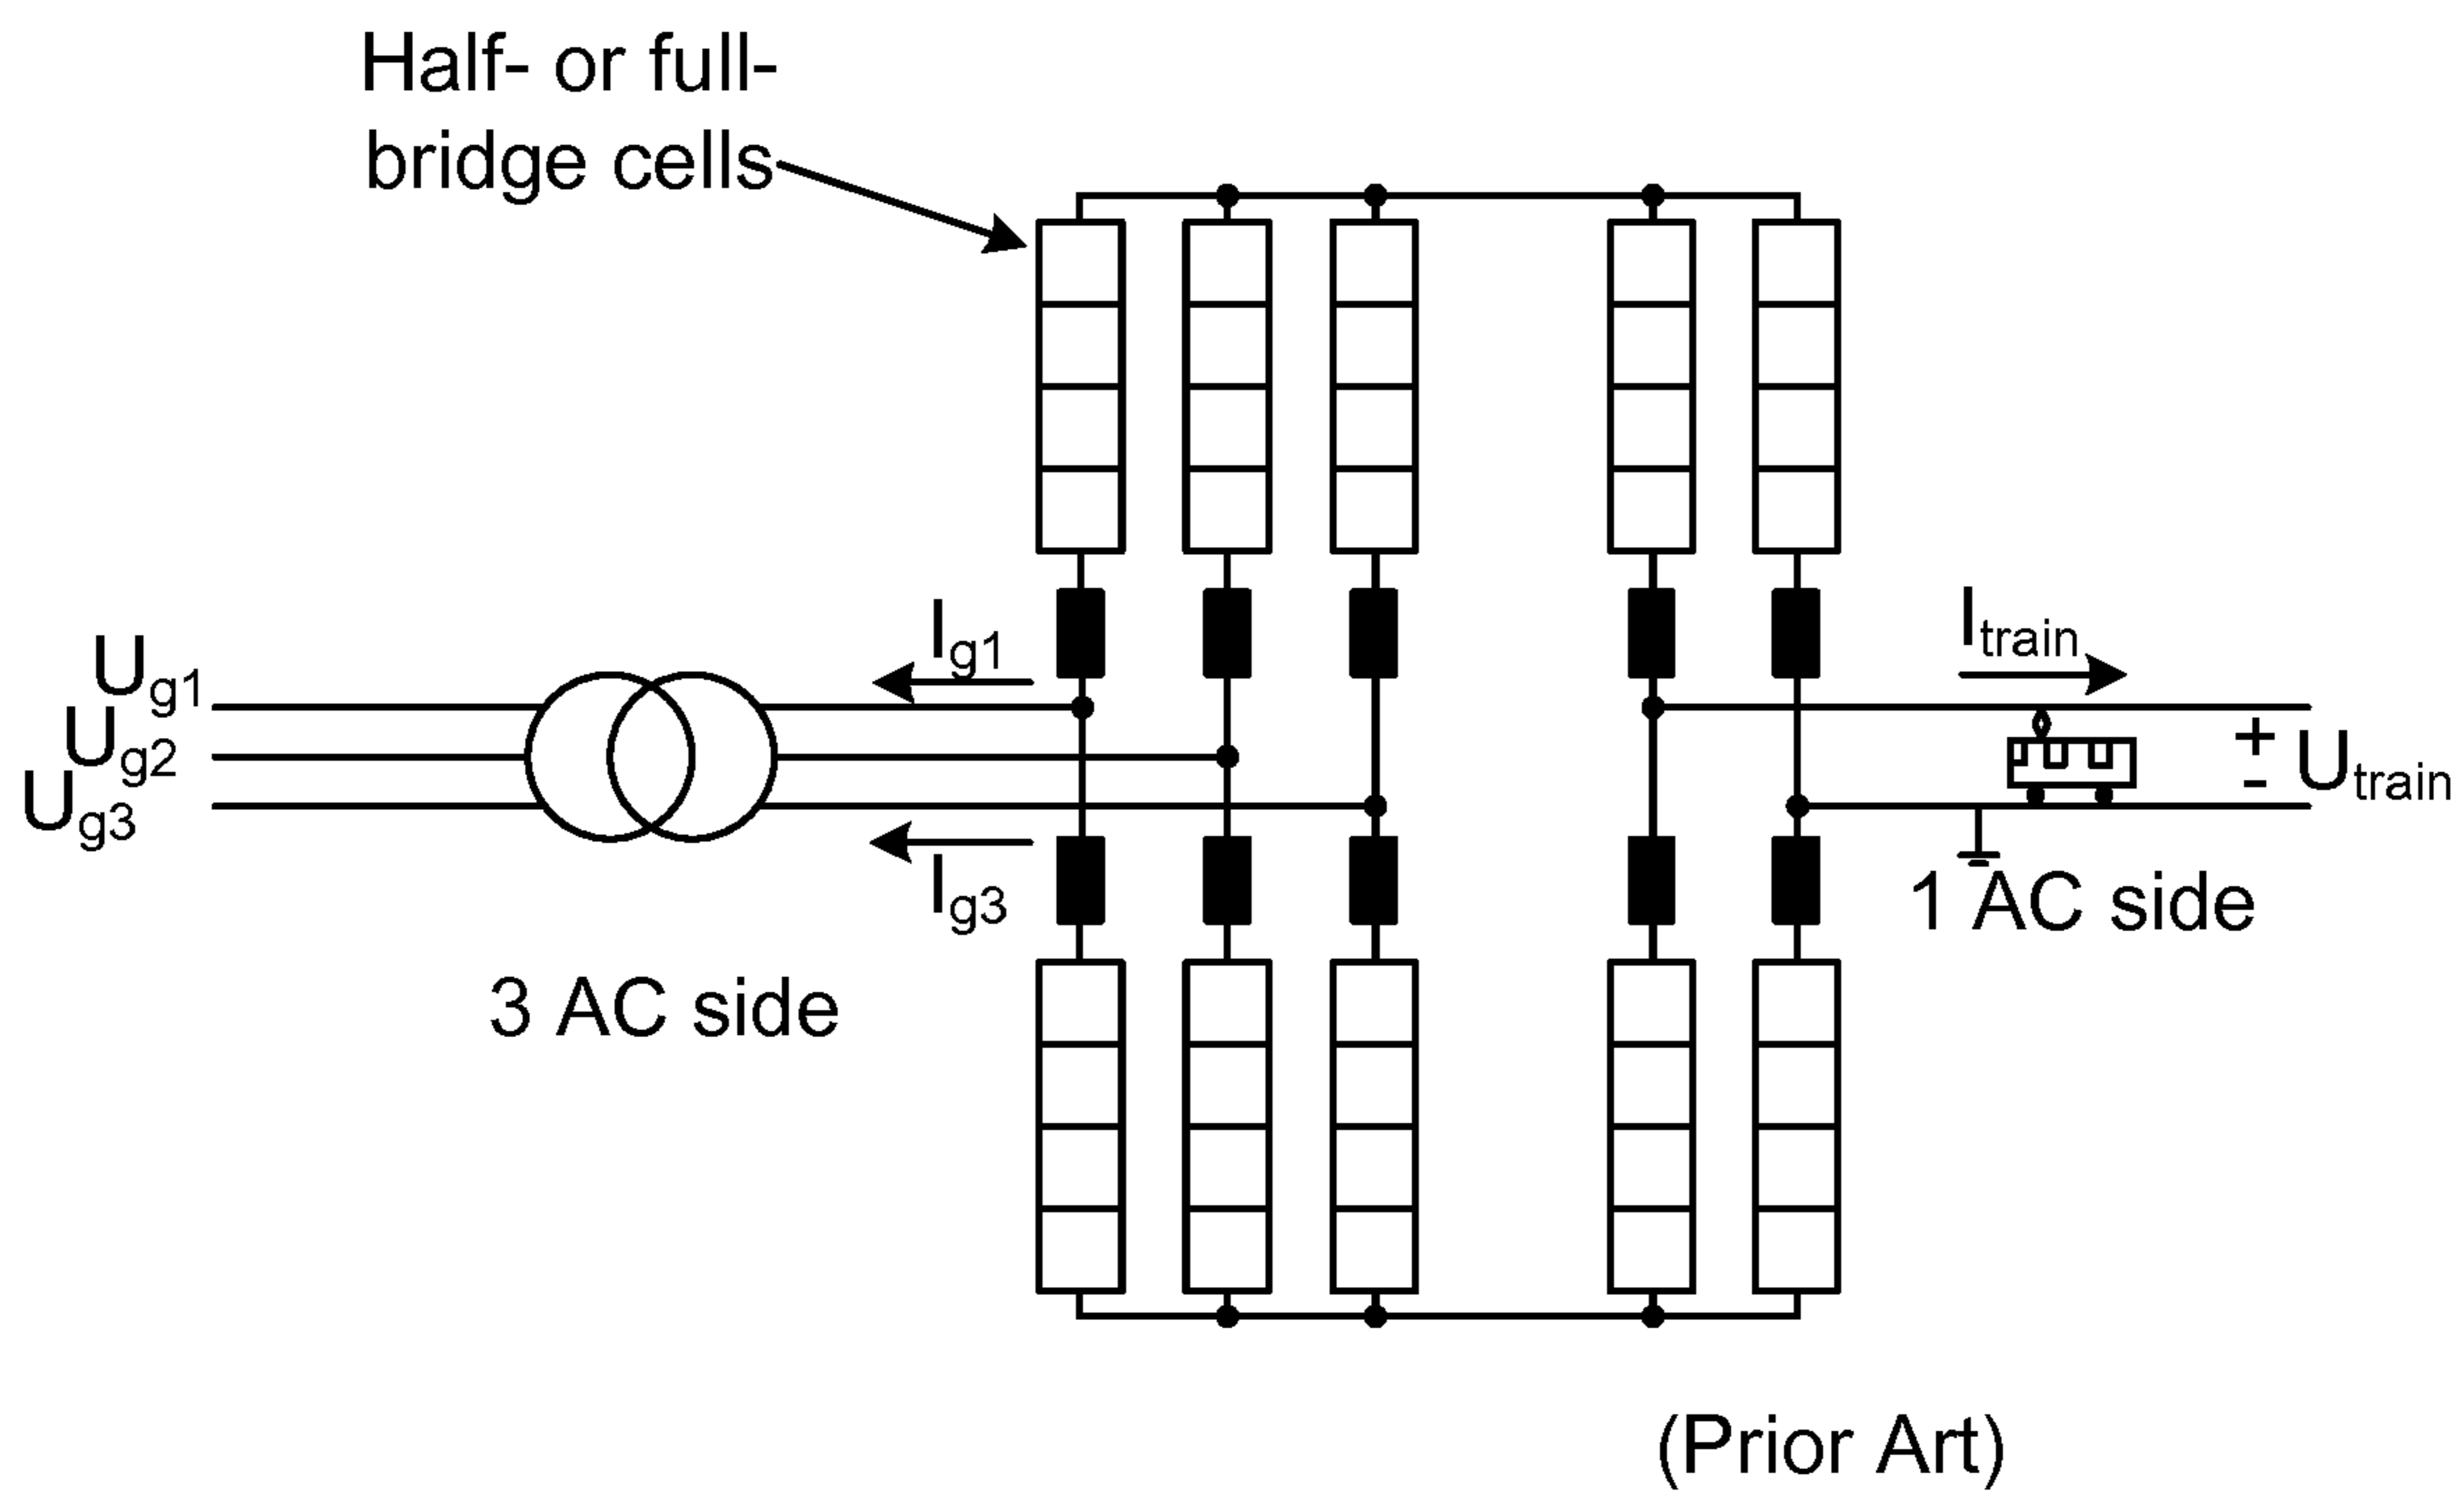 Half- or full-
bridge cells
Ug1
Ug2
Ug3
Ig1
Ig3
Itrain
+
-
Utrain
1 AC side
3 AC side
(Prior Art)